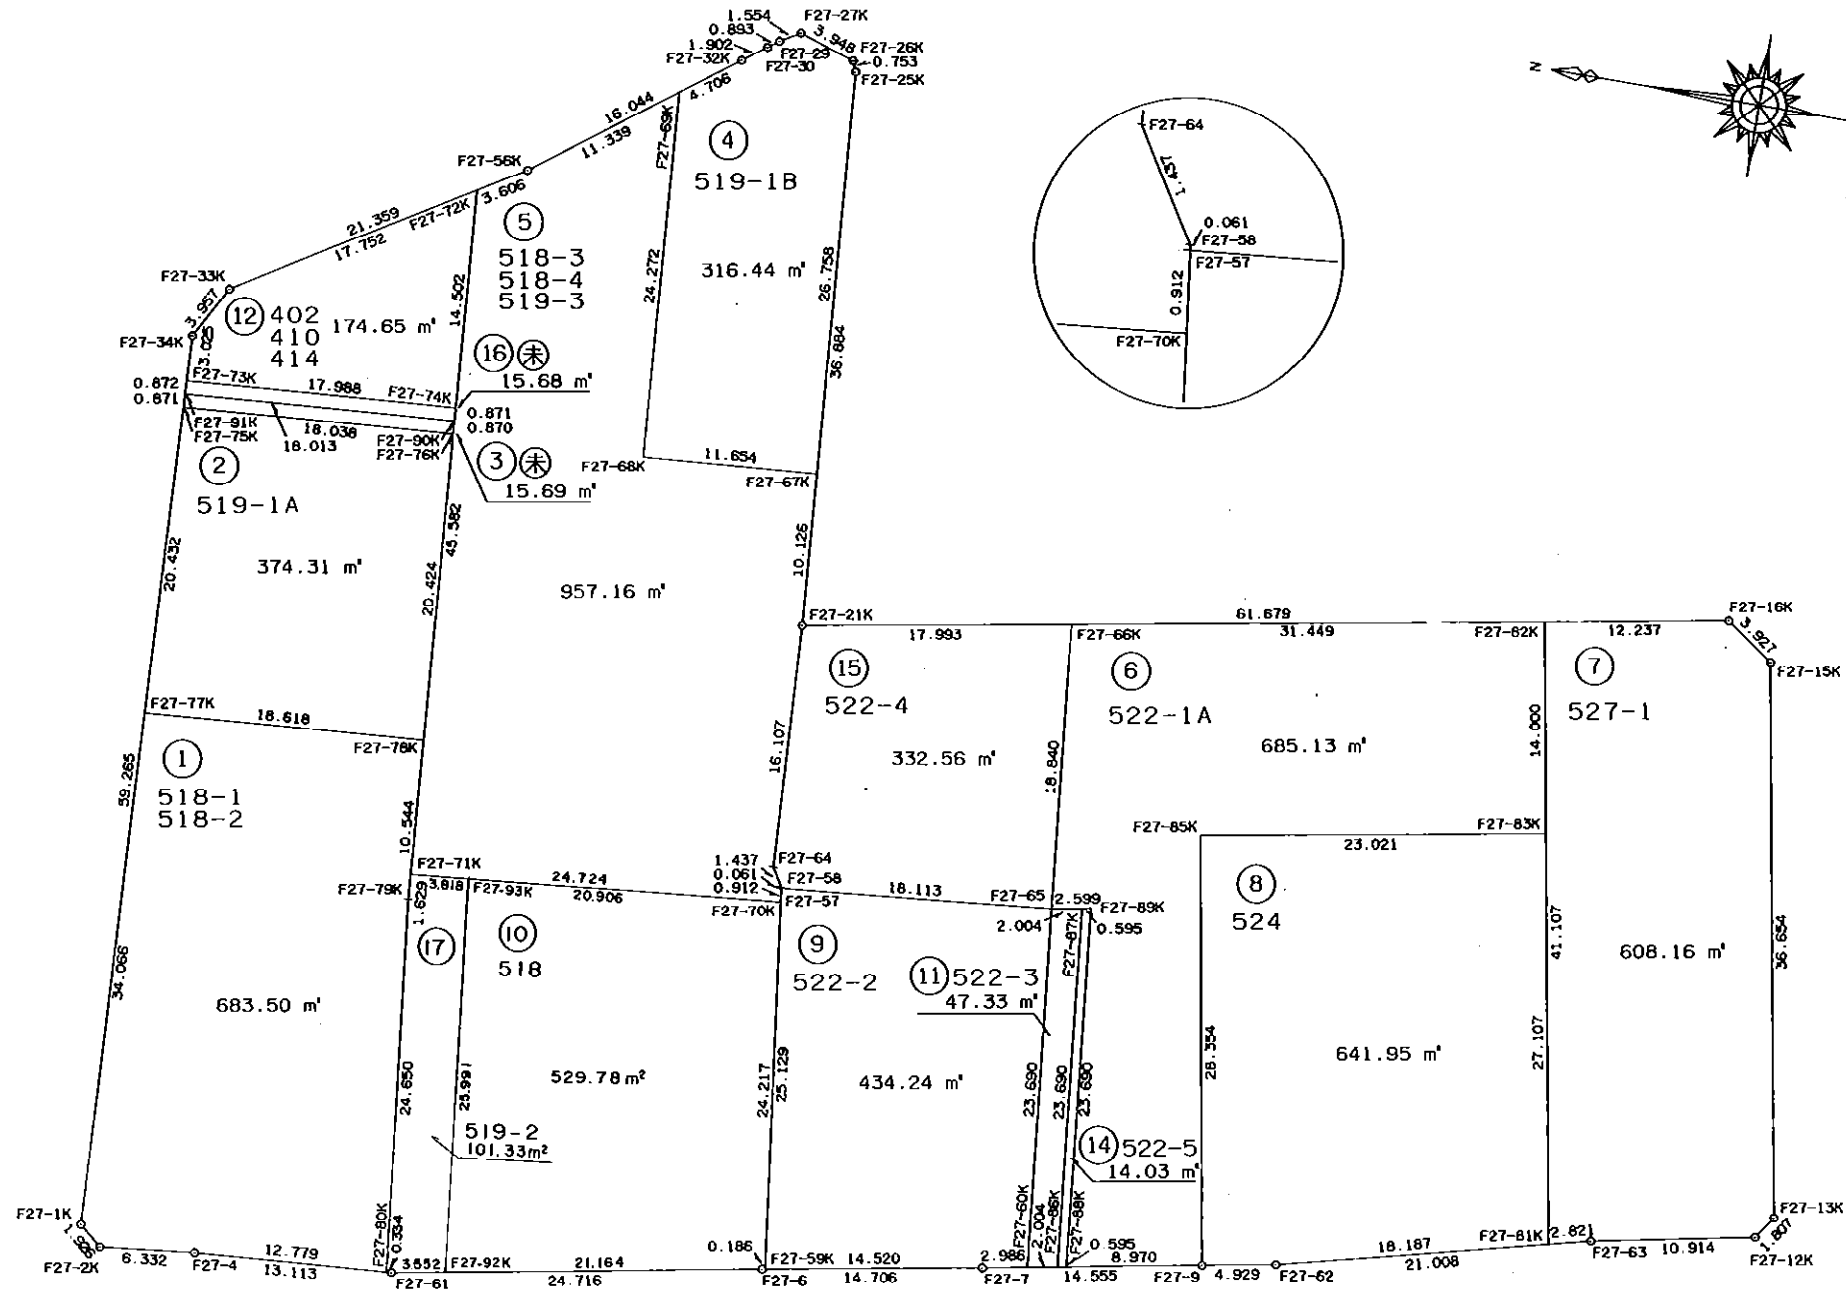 1.554
F27-27K
0.893
3.948
1.902
F27-29
F27-26K
F27-32K
F27-30
0.753
F27-25K
N
16.044
4.706
11.339
F27-69K
④
519-1B
F27-64
1.437
F27-56K
3.606
F27-72K
21.359
17.752
⑤
518-3
518-4
519-3
0.061
F27-58
F27-57
316.44 m²
24.272
26.758
14.502
F27-33K
3.957
⑫ 402
410
414
174.65 m²
0.912
F27-34K
F27-70K
⑯ 未
15.68 m²
36.884
F27-73K
17.988
F27-74K
0.872
0.871
0.871
0.870
F27-91K
F27-75K
18.038
18.013
F27-90K
F27-76K
②
519-1A
③ 未
15.69 m²
F27-68K
11.654
F27-67K
45.582
20.432
374.31 m²
20.424
957.16 m²
10.126
F27-21K
17.993
F27-66K
61.679
31.449
F27-82K
12.237
F27-16K
3.927
F27-15K
⑮
522-4
⑥
522-1A
⑦
527-1
F27-77K
18.618
F27-78K
16.107
332.56 m²
18.840
685.13 m²
14.000
①
518-1
518-2
59.265
10.544
F27-85K
F27-83K
23.021
F27-71K
F27-79K
3.818
F27-93K
24.724
20.906
1.437
0.061
0.912
F27-64
F27-58
F27-57
F27-70K
18.113
F27-65
2.599
F27-89K
2.004
F27-87K
0.595
⑧
524
1.629
⑰
⑩
518
⑨
522-2
⑪ 522-3
47.33 m²
41.107
608.16 m²
36.654
34.066
683.50 m²
24.650
25.991
529.78m²
24.217
25.129
434.24 m²
23.690
23.690
23.690
28.354
641.95 m²
27.107
519-2
101.33m²
⑭ 522-5
14.03 m²
F27-1K
F27-2K
6.332
F27-4
12.779
13.113
F27-80K
0.334
F27-61
3.552
F27-92K
21.164
24.716
0.186
F27-59K
F27-6
14.520
14.706
2.986
F27-7
F27-60K
2.004
F27-86K
F27-88K
0.595
14.555
8.970
F27-9
4.929
F27-62
18.187
21.008
F27-81K
2.821
F27-63
10.914
F27-13K
1.807
F27-12K